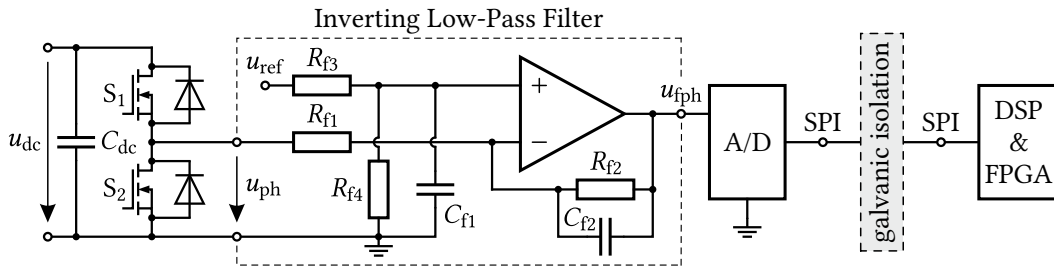 Inverting Low-Pass Filter
u_ref
R_f3
u_fph
S_1
R_f1
+
−
u_dc
C_dc
A/D
SPI
galvanic isolation
SPI
DSP
&
FPGA
S_2
u_ph
R_f4
C_f1
R_f2
C_f2